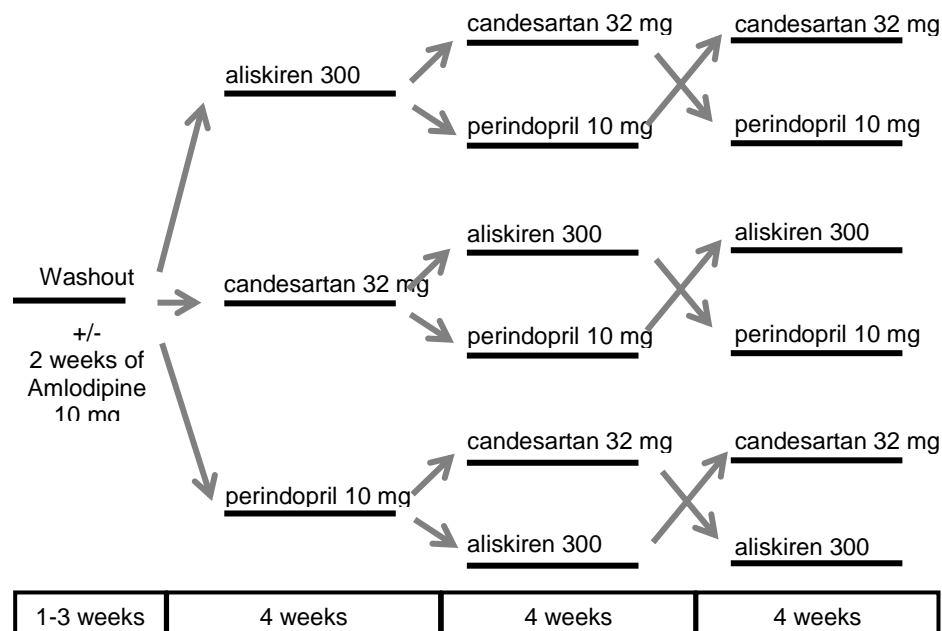 candesartan 32 mg
candesartan 32 mg
aliskiren 300
perindopril 10 mg
perindopril 10 mg
aliskiren 300
aliskiren 300
Washout
candesartan 32 mg
+/-
2 weeks of
Amlodipine
10 mg
perindopril 10 mg
perindopril 10 mg
candesartan 32 mg
candesartan 32 mg
perindopril 10 mg
aliskiren 300
aliskiren 300
1-3 weeks
4 weeks
4 weeks
4 weeks